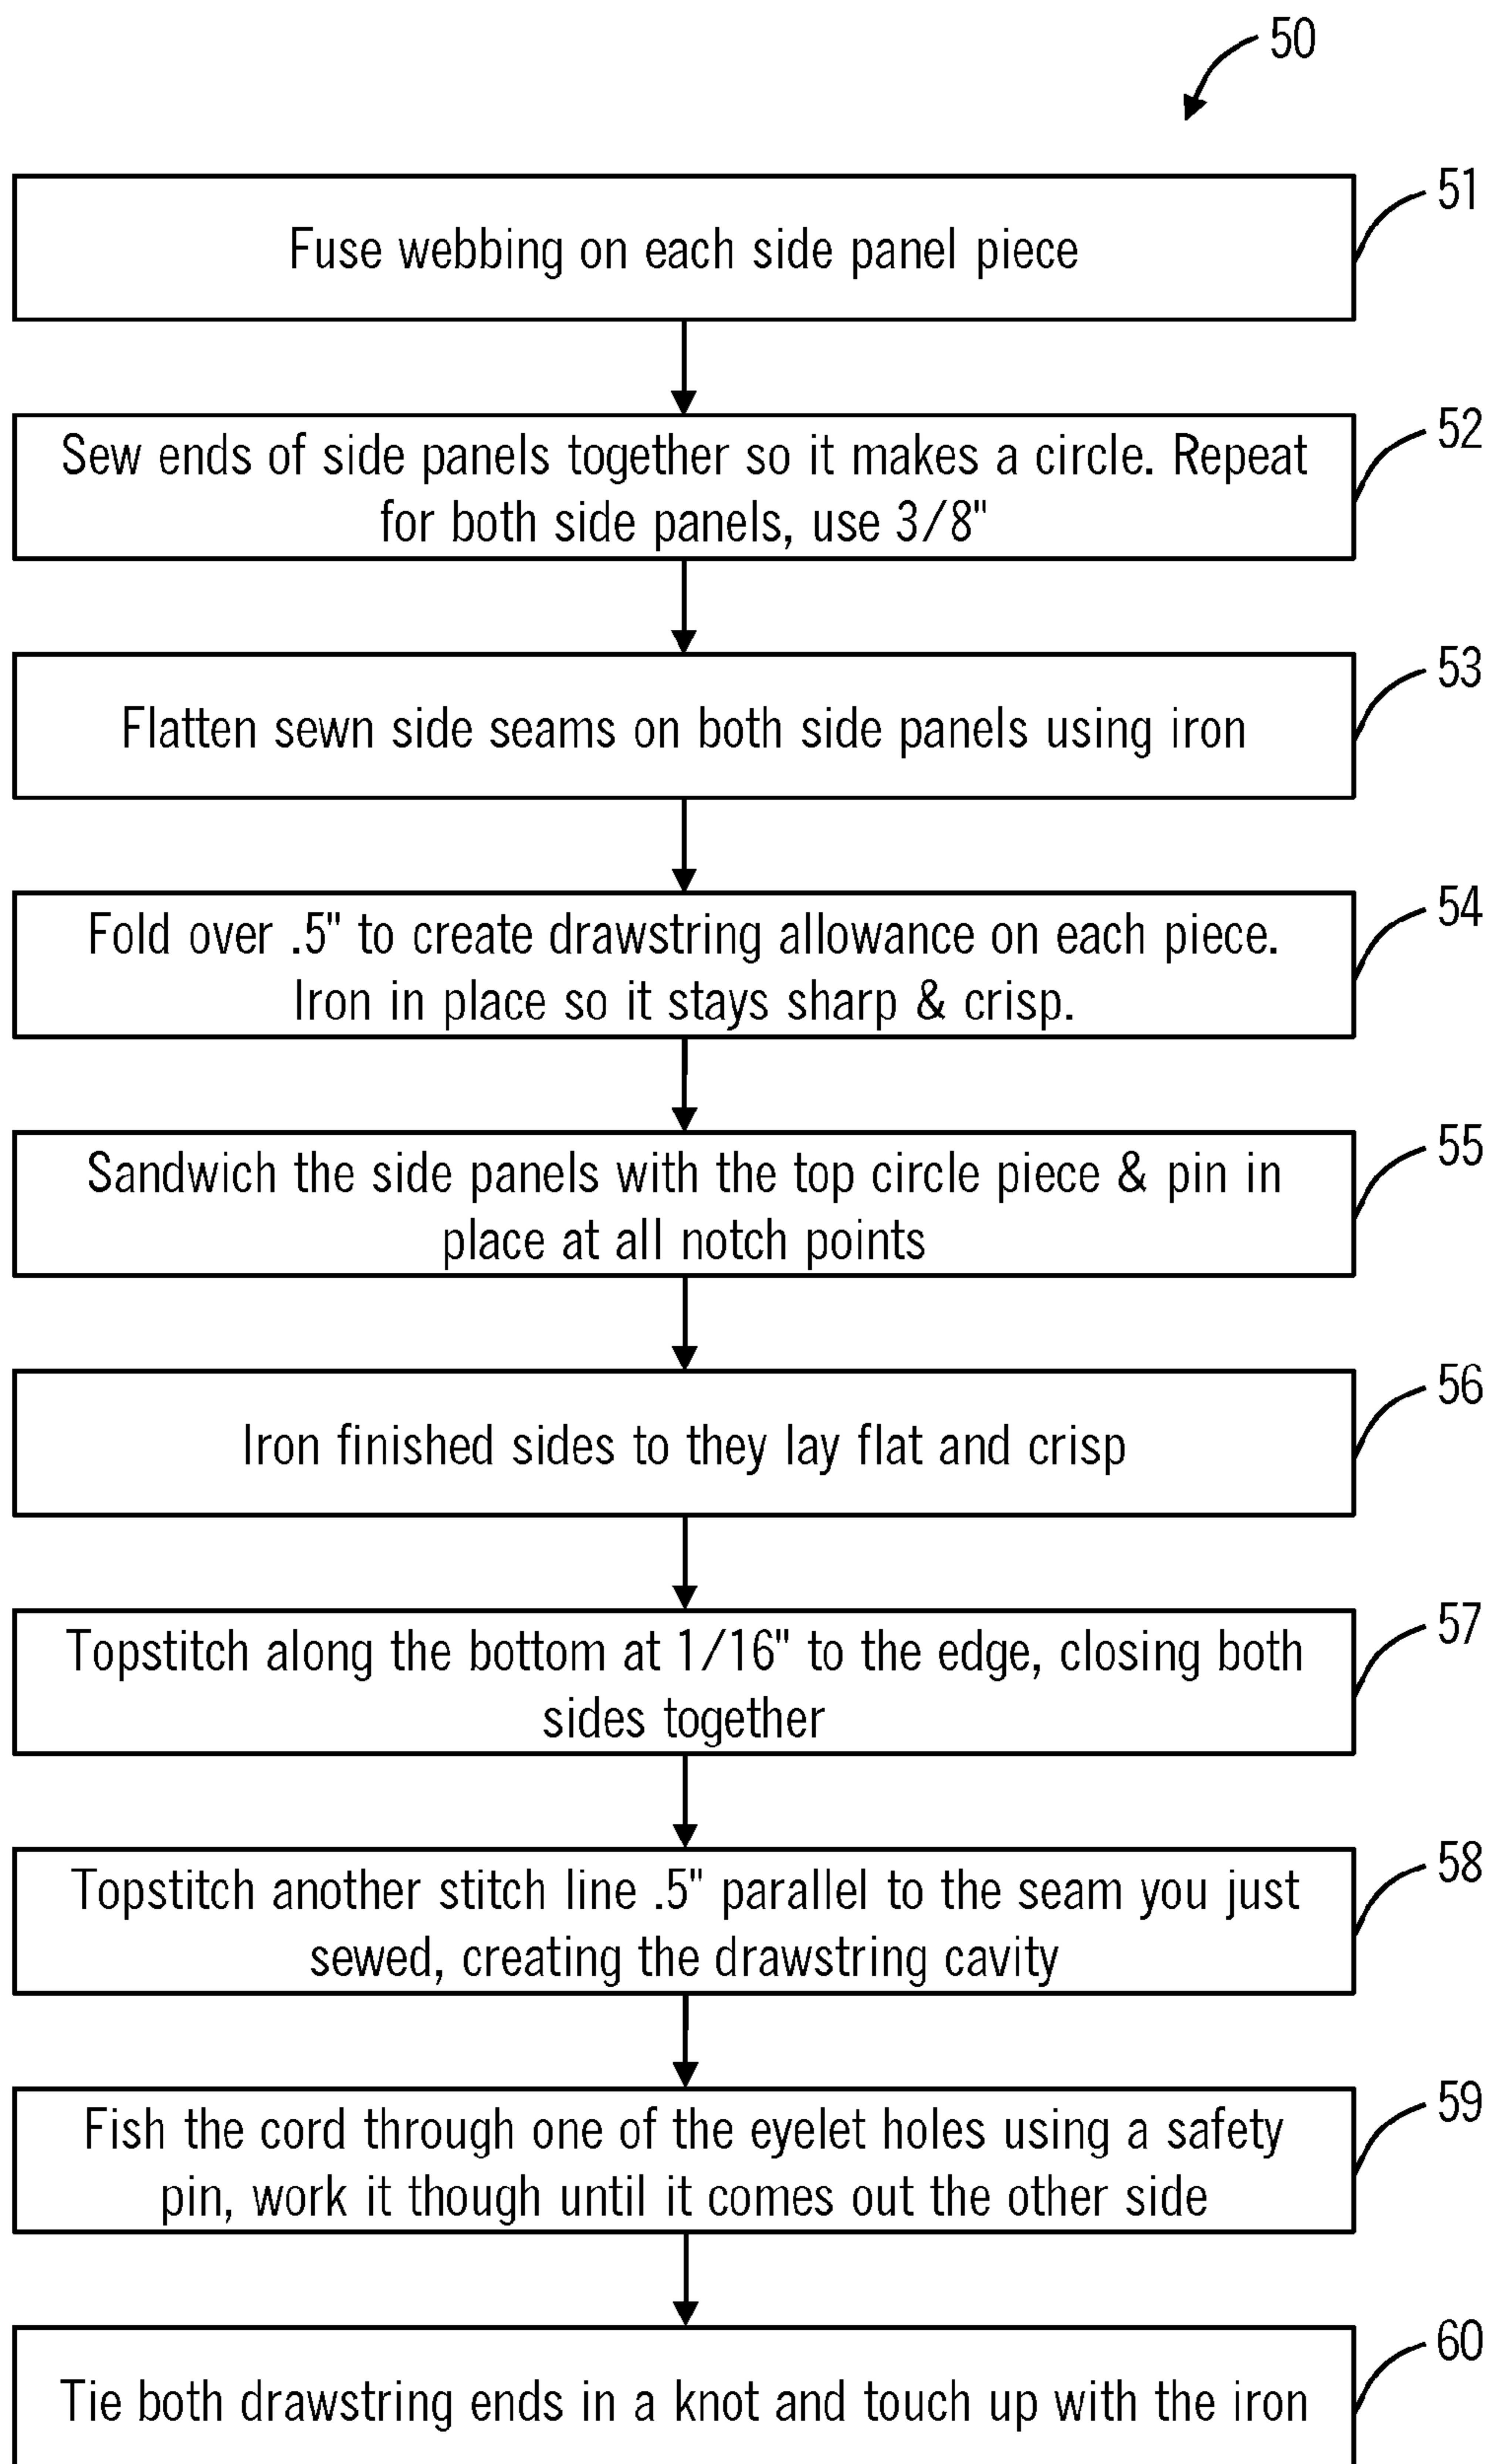 50
51
Fuse webbing on each side panel piece
52
Sew ends of side panels together so it makes a circle. Repeat
for both side panels, use 3/8"
53
Flatten sewn side seams on both side panels using iron
54
Fold over .5" to create drawstring allowance on each piece.
Iron in place so it stays sharp & crisp.
55
Sandwich the side panels with the top circle piece & pin in
place at all notch points
56
Iron finished sides to they lay flat and crisp
57
Topstitch along the bottom at 1/16" to the edge, closing both
sides together
58
Topstitch another stitch line .5" parallel to the seam you just
sewed, creating the drawstring cavity
59
Fish the cord through one of the eyelet holes using a safety
pin, work it though until it comes out the other side
60
Tie both drawstring ends in a knot and touch up with the iron